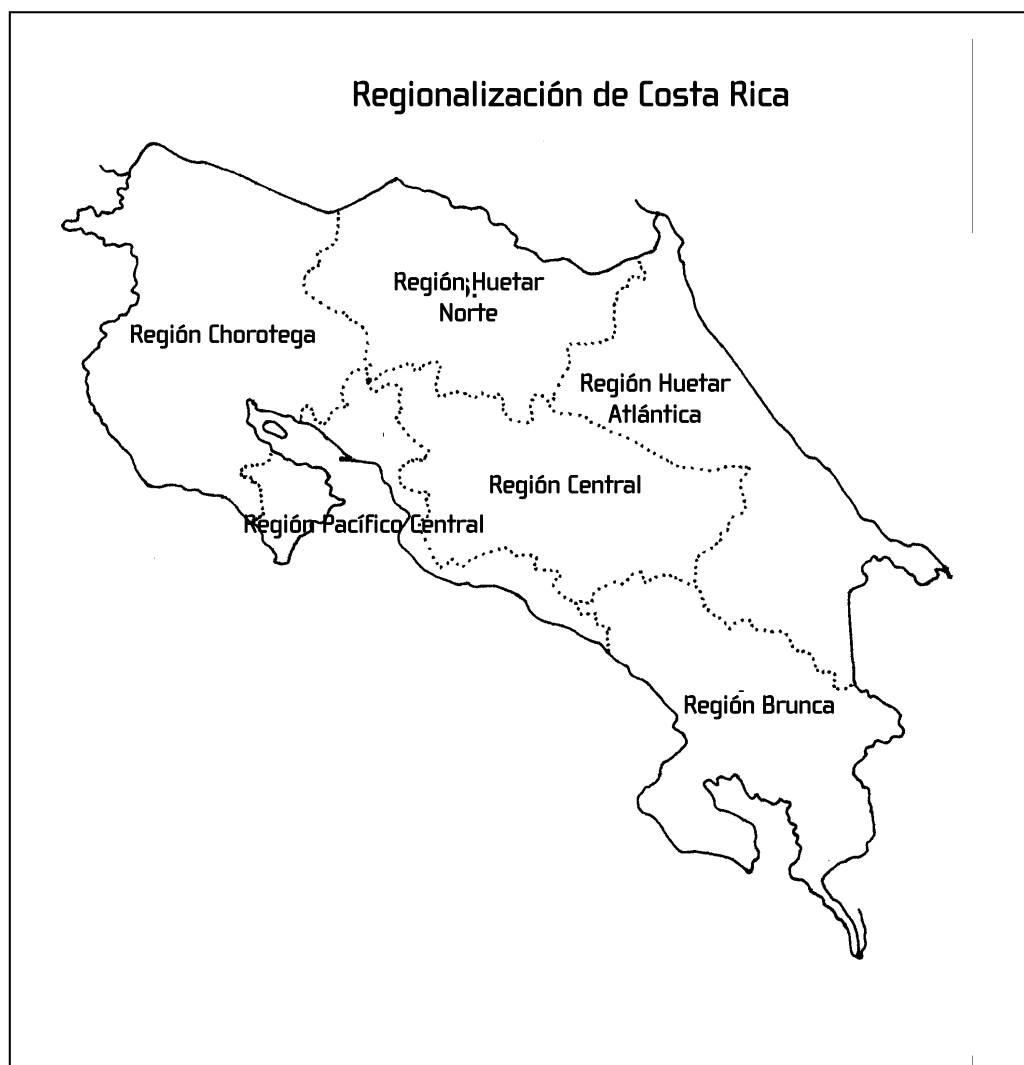 Regionalización de Costa Rica
Región Huetar
Norte
Región Chorotega
Región Huetar
Atlántica
Región Central
Región Pacífico Central
Región Brunca